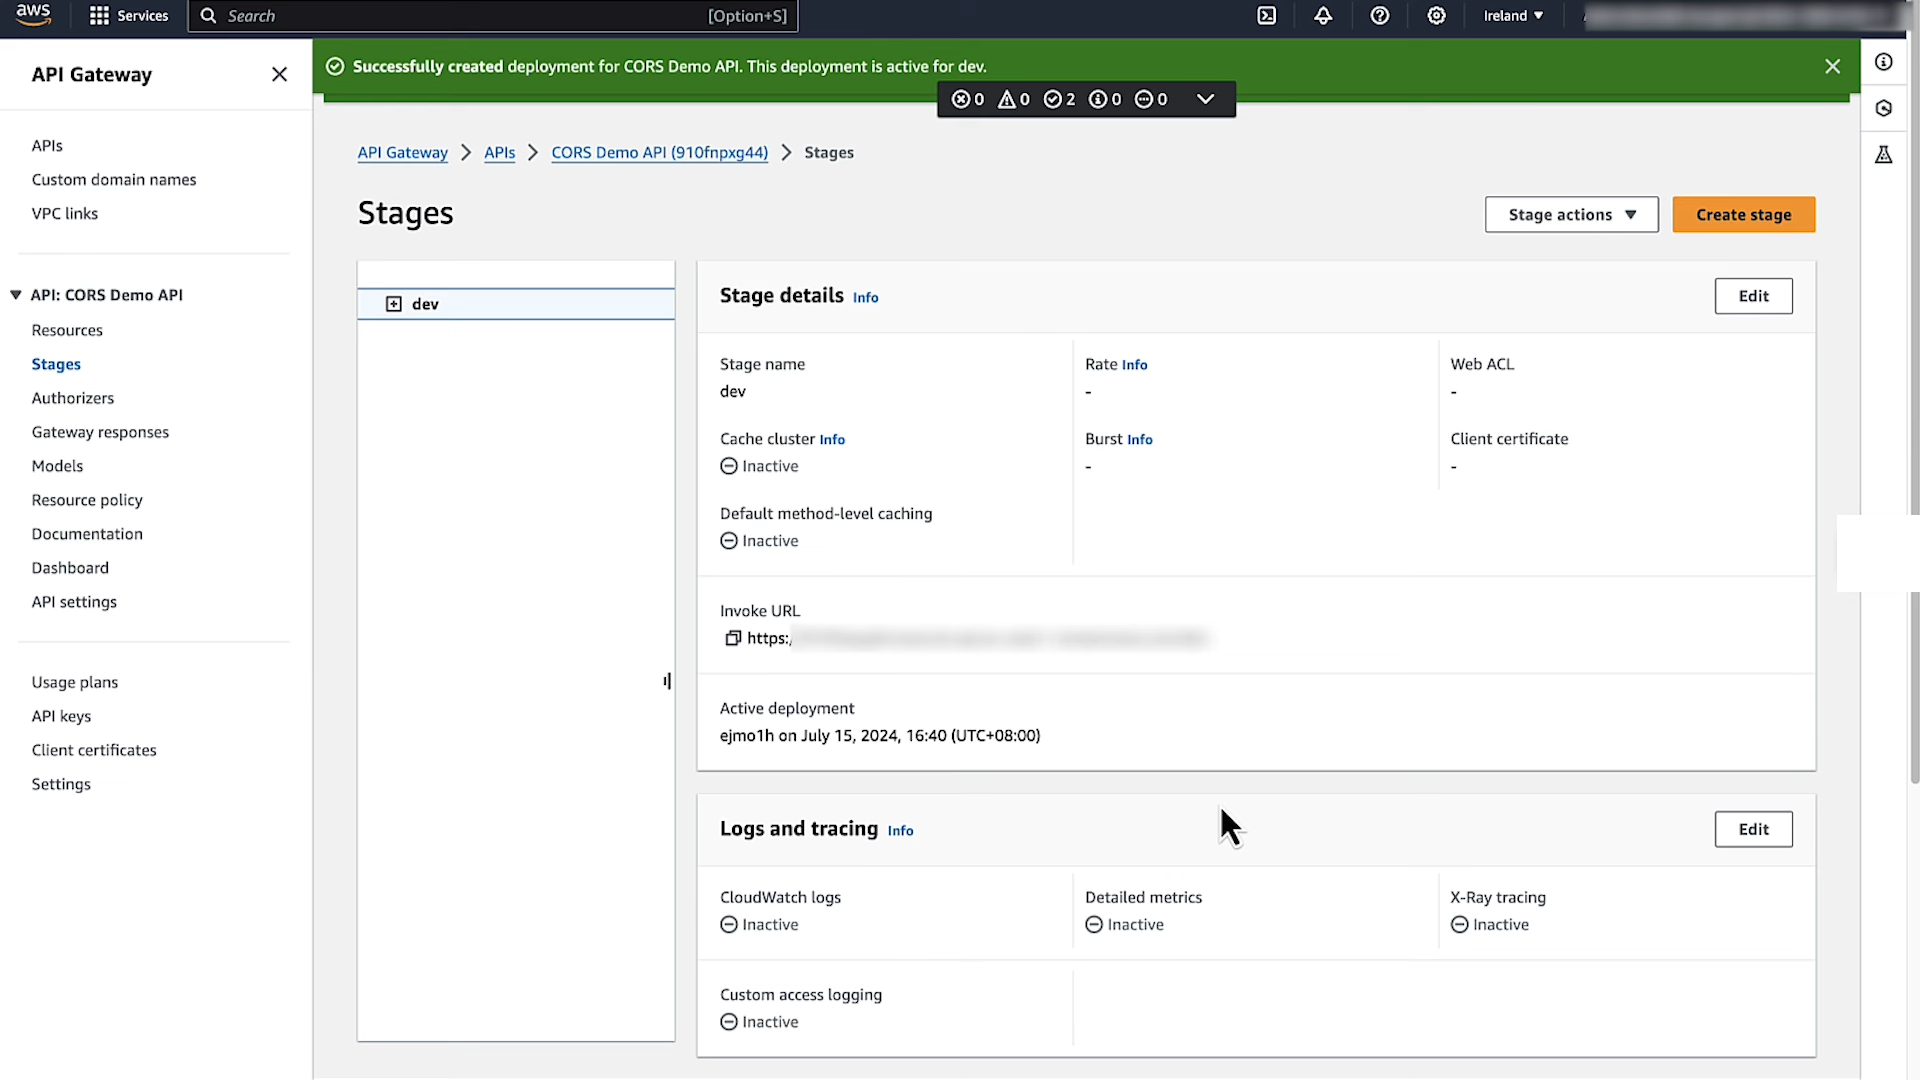 aws
Services
Search
[Option+S]
Ireland
API Gateway
Successfully created deployment for CORS Demo API. This deployment is active for dev.
0 0 2 0 0
APIs
Custom domain names
VPC links
API: CORS Demo API
Resources
Stages
Authorizers
Gateway responses
Models
Resource policy
Documentation
Dashboard
API settings
Usage plans
API keys
Client certificates
Settings
API Gateway > APIs > CORS Demo API (910fnpxg44) > Stages
Stages
Stage actions
Create stage
dev
Stage details Info
Edit
Stage name
dev
Rate Info
-
Web ACL
-
Cache cluster Info
Inactive
Burst Info
-
Client certificate
-
Default method-level caching
Inactive
Invoke URL
https:/
Active deployment
ejmo1h on July 15, 2024, 16:40 (UTC+08:00)
Logs and tracing Info
Edit
CloudWatch logs
Inactive
Detailed metrics
Inactive
X-Ray tracing
Inactive
Custom access logging
Inactive